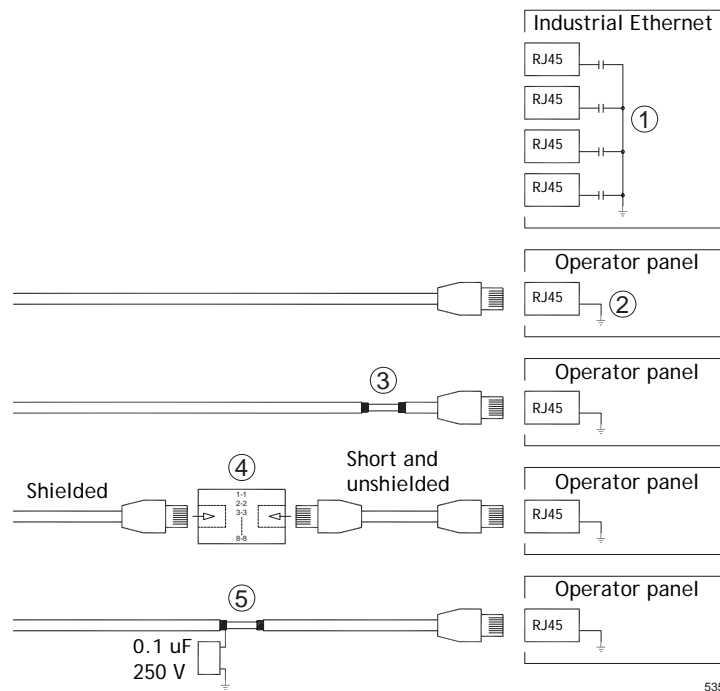 Industrial Ethernet
RJ45
RJ45
1
RJ45
RJ45
Operator panel
RJ45
2
Operator panel
3
RJ45
Operator panel
4
Short and
unshielded
Shielded
1-1
2-2
3-3
8-8
RJ45
Operator panel
5
RJ45
0.1 uF
250 V
535